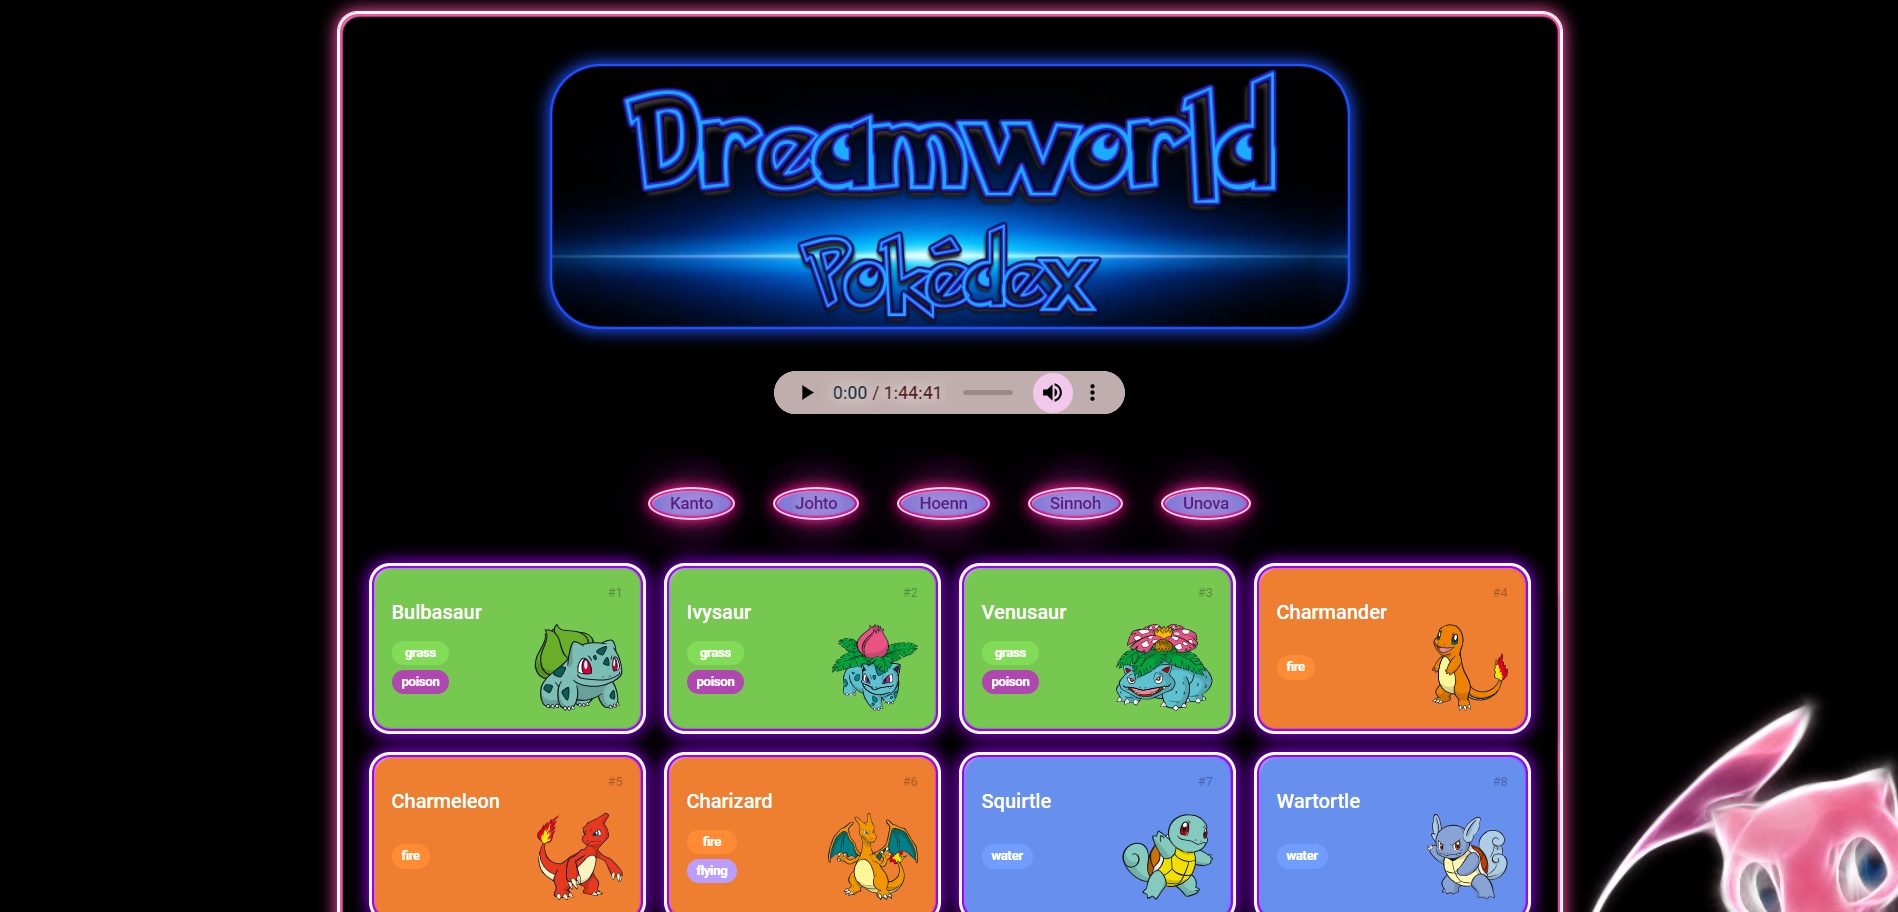 Dreamworld
Pokédex
0:00 / 1:44:41
Kanto Johto Hoenn Sinnoh Unova
#1
Bulbasaur
grass
poison
#2
Ivysaur
grass
poison
#3
Venusaur
grass
poison
#4
Charmander
fire
#5
Charmeleon
fire
#6
Charizard
fire
flying
#7
Squirtle
water
#8
Wartortle
water